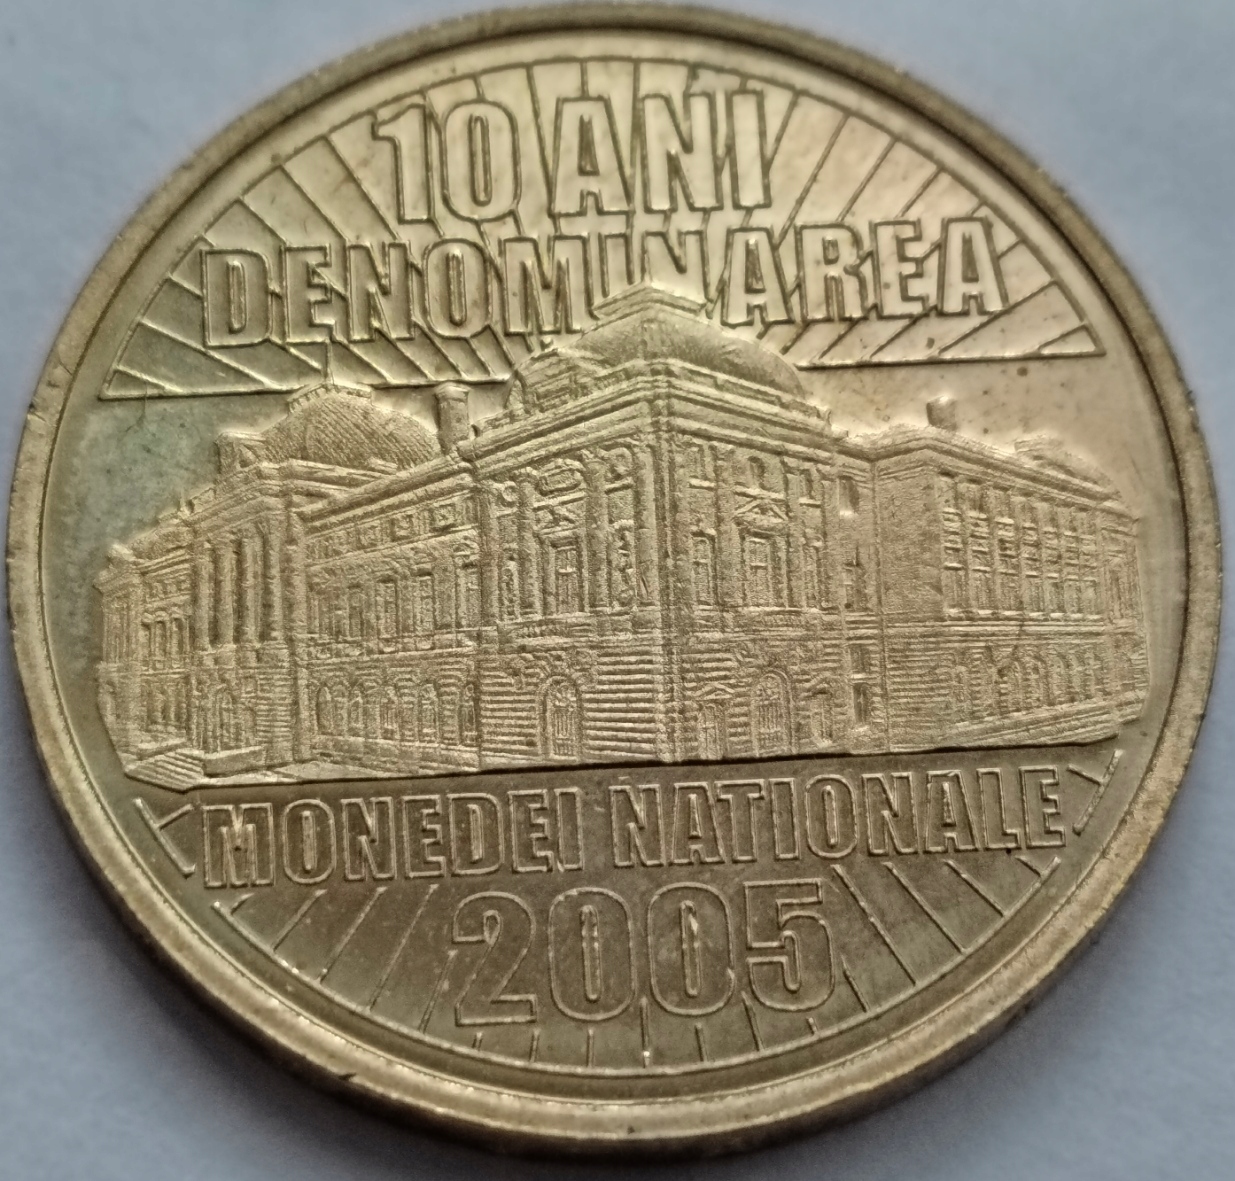 10 ANI
DENOMINAREA
MONEDEI NATIONALE
2005